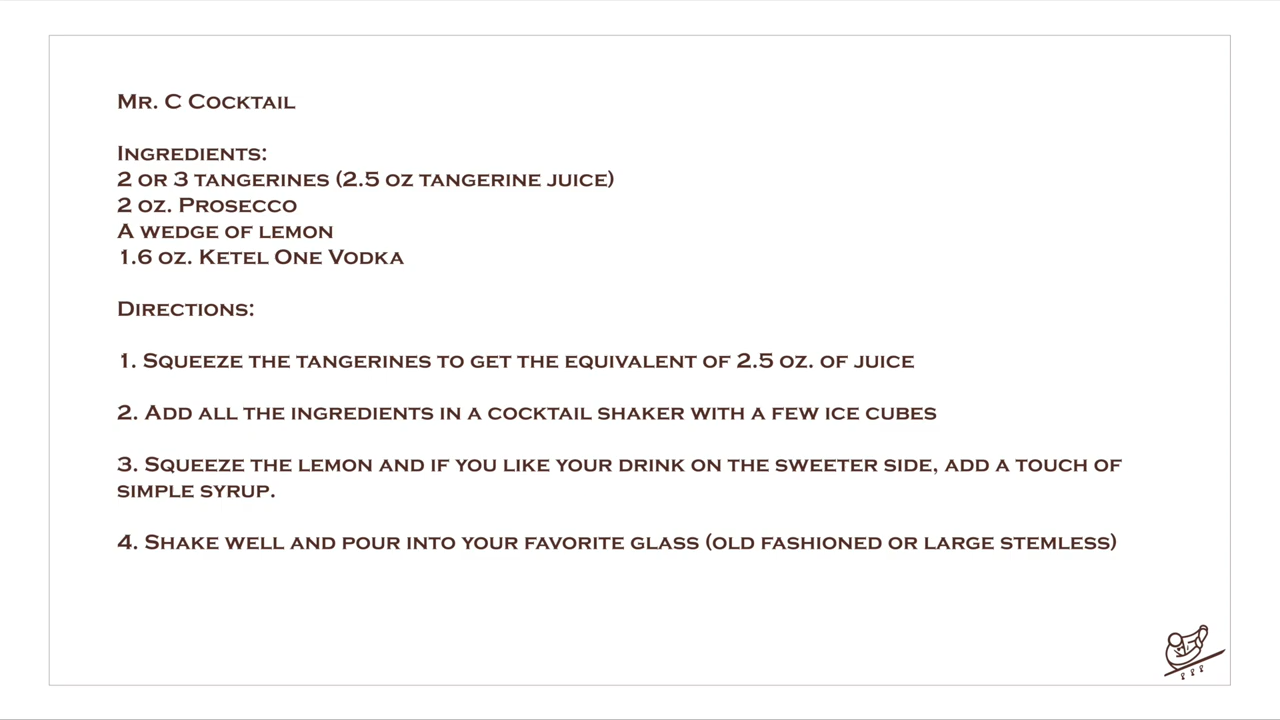 Mr. C Cocktail
Ingredients:
2 or 3 tangerines (2.5 oz tangerine juice)
2 oz. Prosecco
A wedge of lemon
1.6 oz. Ketel One Vodka
Directions:
1. Squeeze the tangerines to get the equivalent of 2.5 oz. of juice
2. Add all the ingredients in a cocktail shaker with a few ice cubes
3. Squeeze the lemon and if you like your drink on the sweeter side, add a touch of
simple syrup.
4. Shake well and pour into your favorite glass (old fashioned or large stemless)